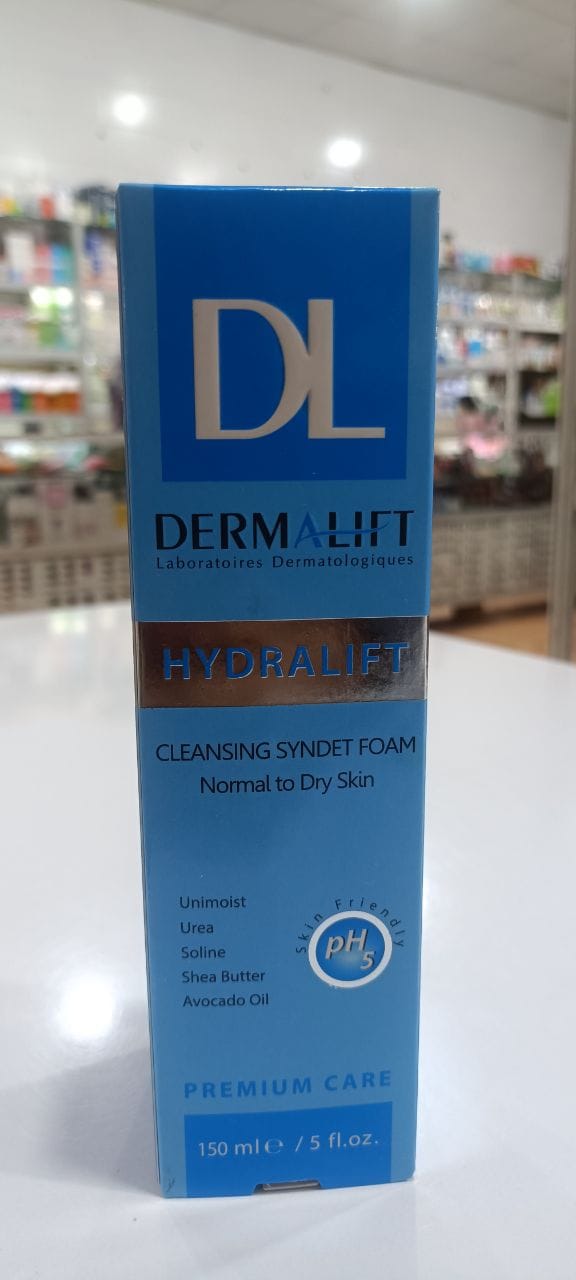 DL
DERMALIFT
Laboratoires Dermatologiques
HYDRALIFT
CLEANSING SYNDET FOAM
Normal to Dry Skin
Unimoist
Urea
Soline
Shea Butter
Avocado Oil
Skin Friendly
pH5
PREMIUM CARE
150 ml e / 5 fl.oz.